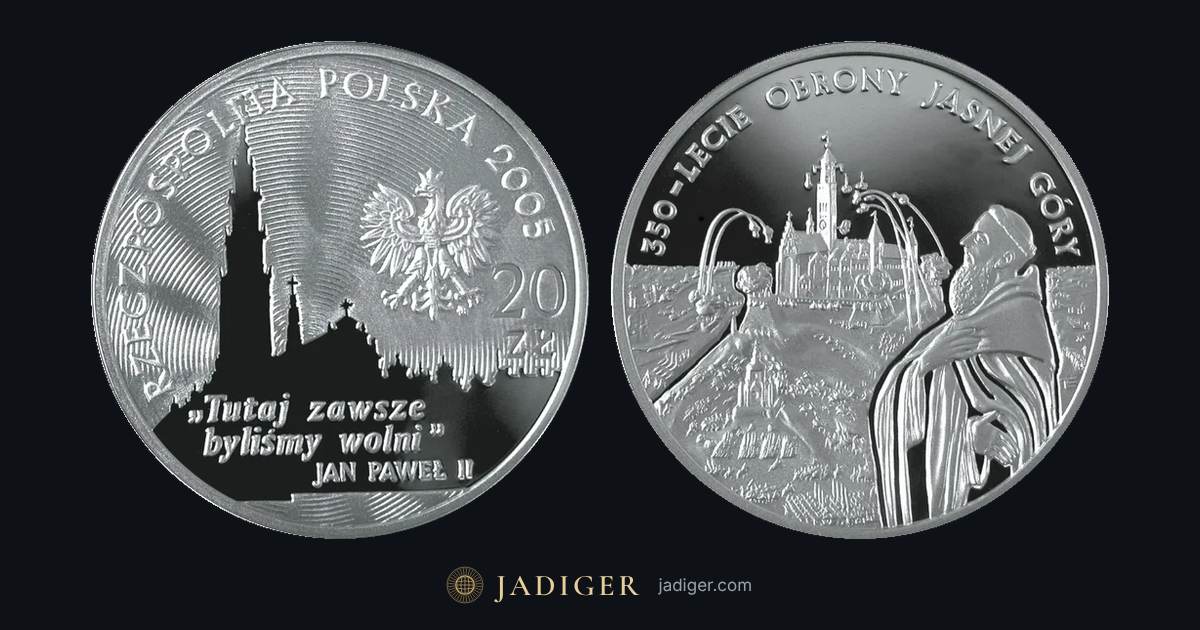 RZECZPOSPOLITA POLSKA 2005
20
ZŁ
„Tutaj zawsze
byliśmy wolni”
JAN PAWEŁ II
350-LECIE OBRONY JASNEJ GÓRY
JADIGER jadiger.com